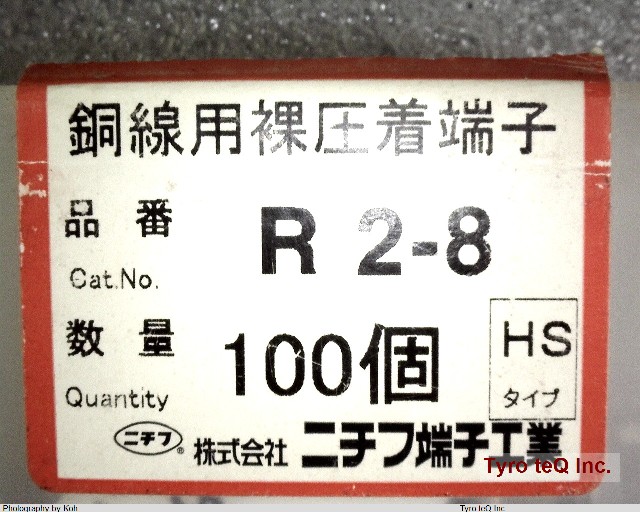 銅線用裸圧着端子
品番 R 2-8
Cat.No.
数量 100個
Quantity
HS
タイプ
ニチフ® 株式会社 ニチフ端子工業
Tyro teQ Inc.
Photography by Koh Tyro teQ Inc